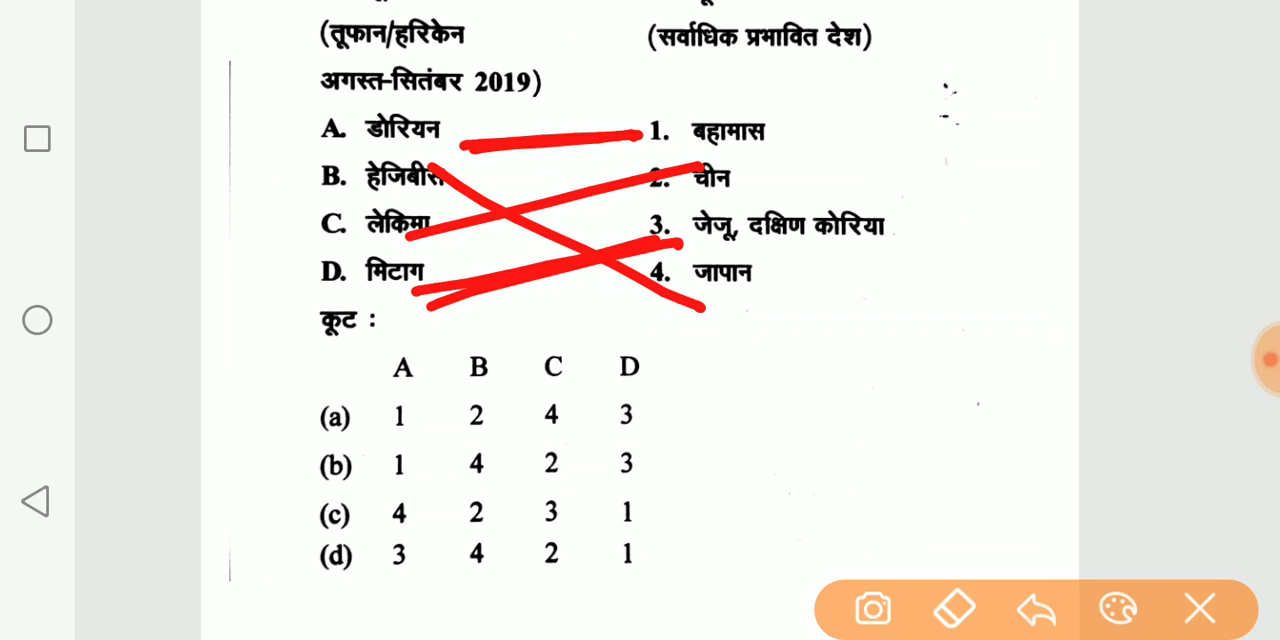 (तूफान/हरिकेन (सर्वाधिक प्रभावित देश)
अगस्त-सितंबर 2019)
A. डोरियन 1. बहामास
B. हेजिबीस 2. चीन
C. लेकिमा 3. जेजू, दक्षिण कोरिया
D. मिटाग 4. जापान
कूट :
A B C D
(a) 1 2 4 3
(b) 1 4 2 3
(c) 4 2 3 1
(d) 3 4 2 1